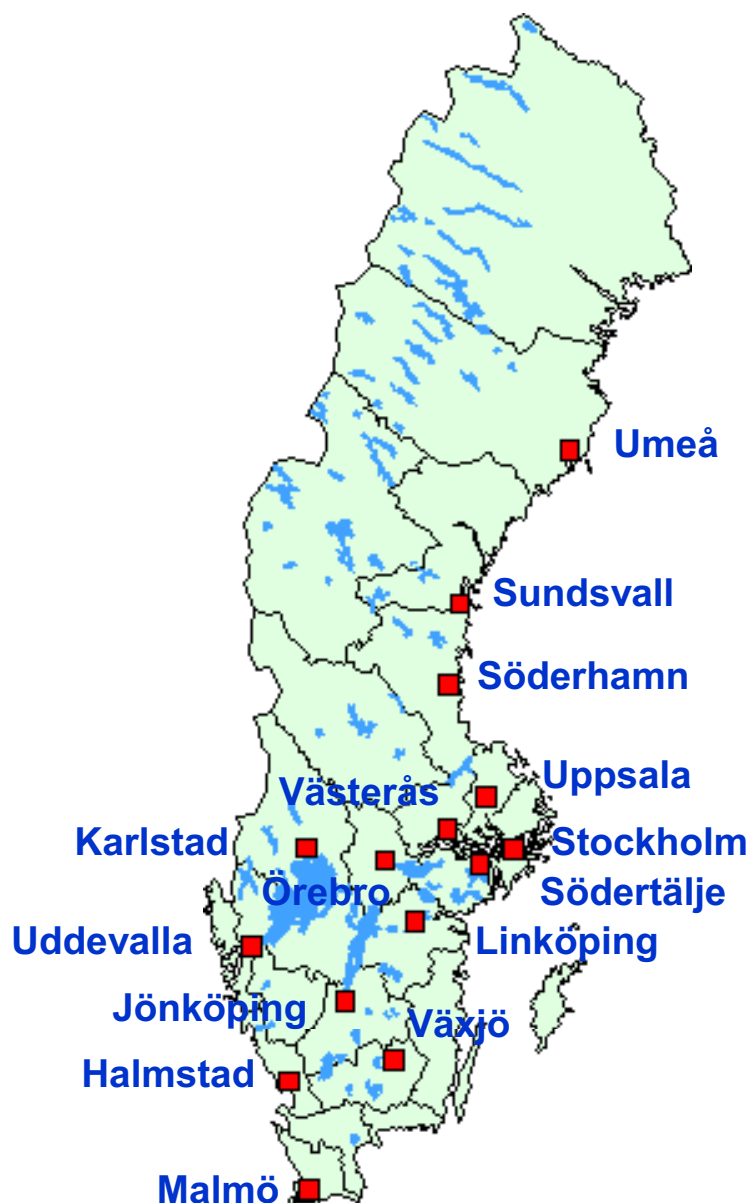 Umeå
Sundsvall
Söderhamn
Uppsala
Västerås
Karlstad
Stockholm
Örebro
Södertälje
Uddevalla
Linköping
Jönköping
Växjö
Halmstad
Malmö